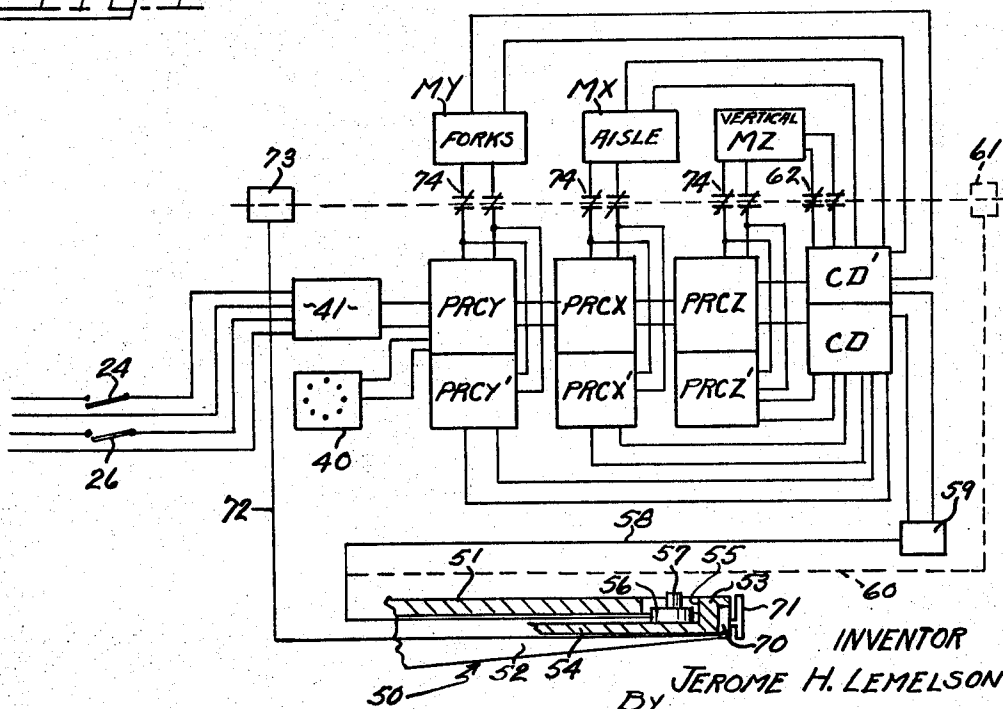 MY
MX
FORKS
AISLE
VERTICAL
MZ
61
73
74
74
74
62
~41~
PRCY
PRCX
PRCZ
CD'
CD
PRCY'
PRCX'
PRCZ'
24
26
40
72
58
59
51
57
55
56
53
71
60
50
52
54
70
INVENTOR
BY JEROME H. LEMELSON